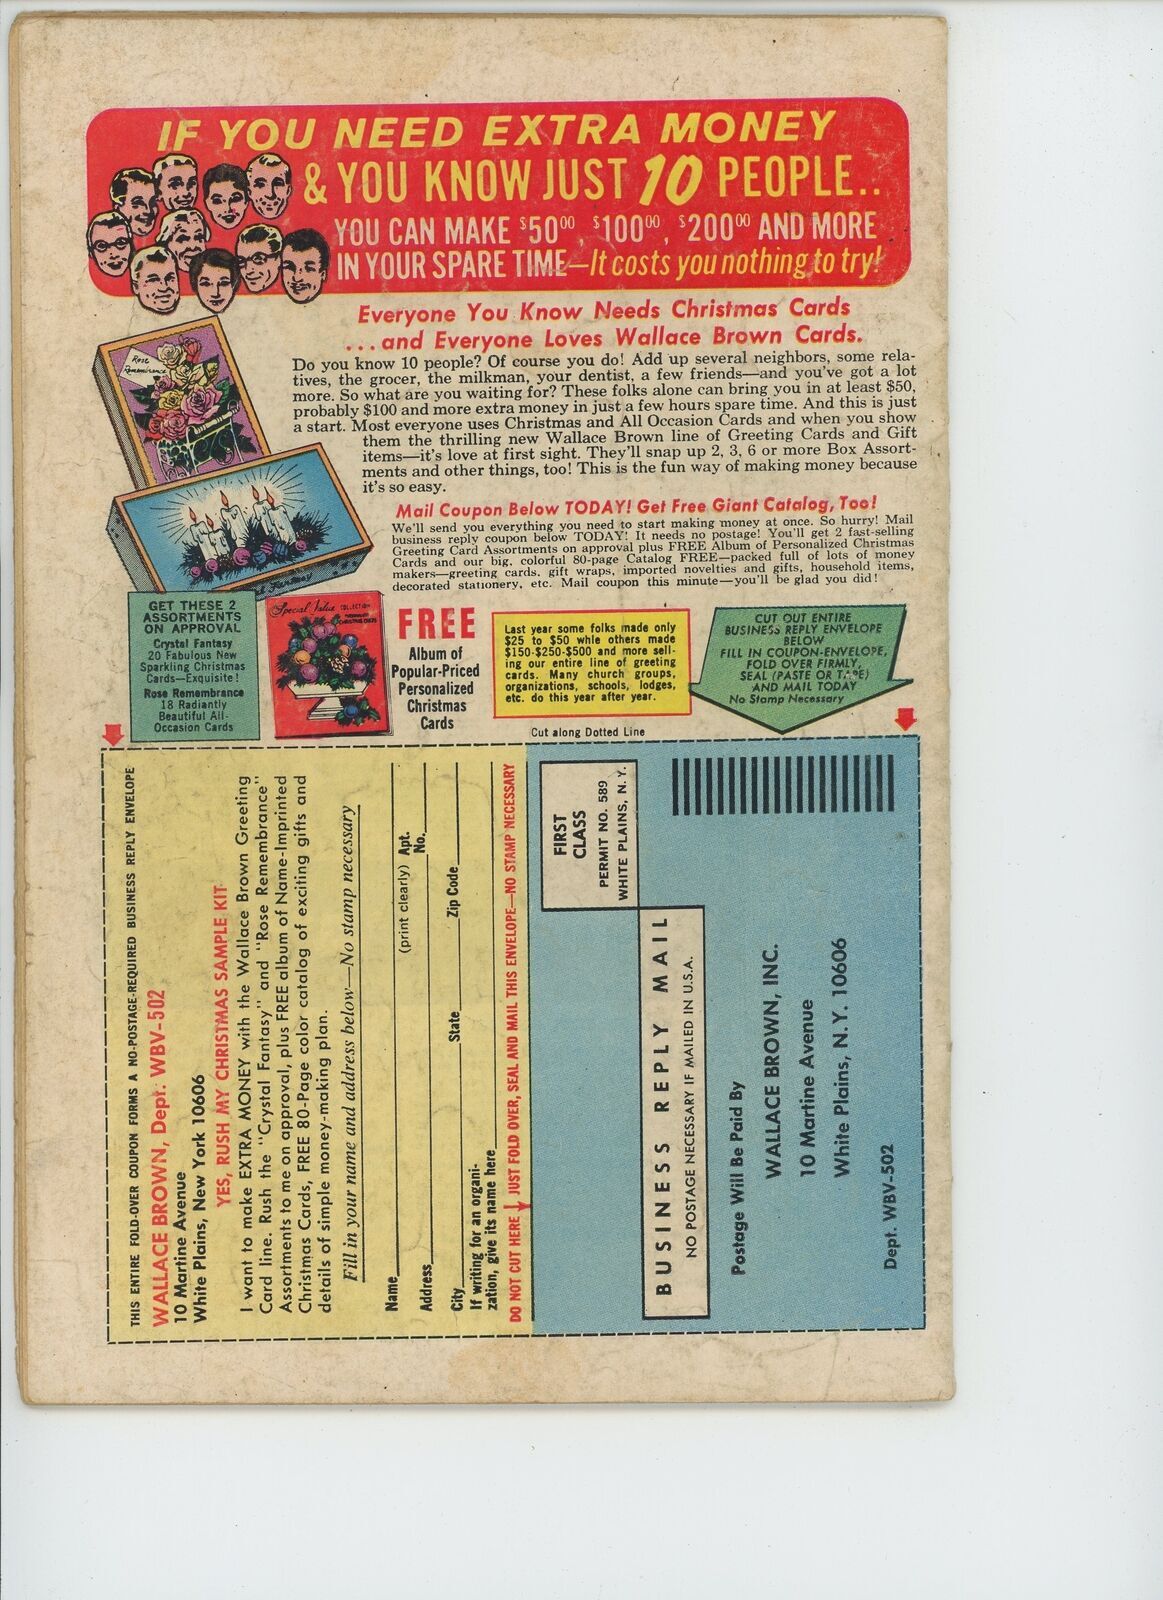 IF YOU NEED EXTRA MONEY
& YOU KNOW JUST 10 PEOPLE..
YOU CAN MAKE $50.00, $100.00, $200.00 AND MORE
IN YOUR SPARE TIME—It costs you nothing to try!
Everyone You Know Needs Christmas Cards
...and Everyone Loves Wallace Brown Cards.
Rose
Remembrance
Do you know 10 people? Of course you do! Add up several neighbors, some rela-
tives, the grocer, the milkman, your dentist, a few friends—and you've got a lot
more. So what are you waiting for? These folks alone can bring you in at least $50,
probably $100 and more extra money in just a few hours spare time. And this is just
a start. Most everyone uses Christmas and All Occasion Cards and when you show
them the thrilling new Wallace Brown line of Greeting Cards and Gift
items—it's love at first sight. They'll snap up 2, 3, 6 or more Box Assort-
ments and other things, too! This is the fun way of making money because
it's so easy.
Mail Coupon Below TODAY! Get Free Giant Catalog, Too!
We'll send you everything you need to start making money at once. So hurry! Mail
business reply coupon below TODAY! It needs no postage! You'll get 2 fast-selling
Greeting Card Assortments on approval plus FREE Album of Personalized Christmas
Cards and our big, colorful 80-page Catalog FREE—packed full of lots of money
makers—greeting cards, gift wraps, imported novelties and gifts, household items,
decorated stationery, etc. Mail coupon this minute—you'll be glad you did!
GET THESE 2
ASSORTMENTS
ON APPROVAL
Crystal Fantasy
20 Fabulous New
Sparkling Christmas
Cards—Exquisite!
Rose Remembrance
18 Radiantly
Beautiful All-
Occasion Cards
Special Value COLLECTION
FREE
Album of
Popular-Priced
Personalized
Christmas
Cards
Last year some folks made only
$25 to $50 while others made
$150-$250-$500 and more sell-
ing our entire line of greeting
cards. Many church groups,
organizations, schools, lodges,
etc. do this year after year.
CUT OUT ENTIRE
BUSINESS REPLY ENVELOPE
BELOW
FILL IN COUPON-ENVELOPE,
FOLD OVER FIRMLY,
SEAL (PASTE OR TAPE)
AND MAIL TODAY
No Stamp Necessary
Cut along Dotted Line
THIS ENTIRE FOLD-OVER COUPON FORMS A NO-POSTAGE-REQUIRED BUSINESS REPLY ENVELOPE
WALLACE BROWN, Dept. WBV-502
10 Martine Avenue
White Plains, New York 10606
YES, RUSH MY CHRISTMAS SAMPLE KIT
I want to make EXTRA MONEY with the Wallace Brown Greeting
Card line. Rush the "Crystal Fantasy" and "Rose Remembrance"
Assortments to me on approval, plus FREE album of Name-Imprinted
Christmas Cards, FREE 80-Page color catalog of exciting gifts and
details of simple money-making plan.
Fill in your name and address below—No stamp necessary
Name
(print clearly) Apt.
Address No.
City State Zip Code
If writing for an organi-
zation, give its name here
DO NOT CUT HERE JUST FOLD OVER, SEAL AND MAIL THIS ENVELOPE—NO STAMP NECESSARY
FIRST
CLASS
PERMIT NO. 589
WHITE PLAINS, N. Y.
BUSINESS REPLY MAIL
NO POSTAGE NECESSARY IF MAILED IN U.S.A.
Postage Will Be Paid By
WALLACE BROWN, INC.
10 Martine Avenue
White Plains, N. Y. 10606
Dept. WBV-502